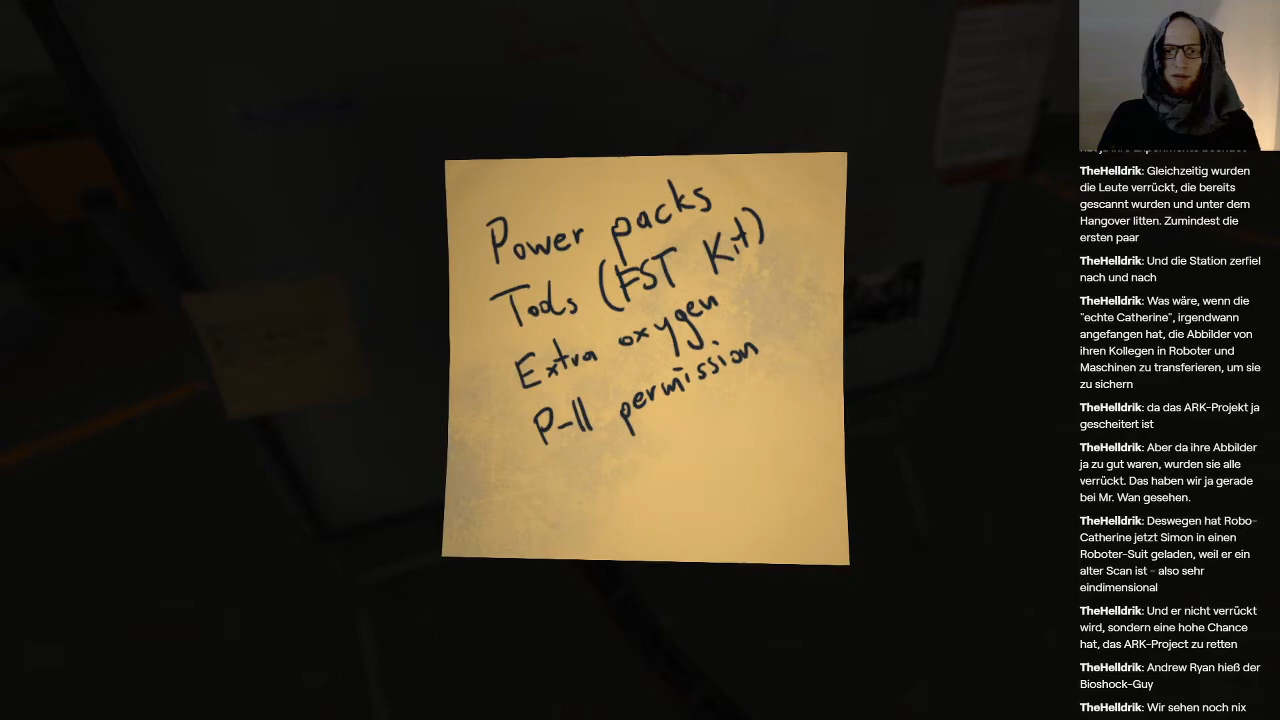 Power packs
Tools (FST Kit)
Extra oxygen
P-II permission
TheHelldrik: Gleichzeitig wurden
die Leute verrückt, die bereits
gescannt wurden und unter dem
Hangover litten. Zumindest die
ersten paar
TheHelldrik: Und die Station zerfiel
nach und nach
TheHelldrik: Was wäre, wenn die
"echte Catherine", irgendwann
angefangen hat, die Abbilder von
ihren Kollegen in Roboter und
Maschinen zu transferieren, um sie
zu sichern
TheHelldrik: da das ARK-Projekt ja
gescheitert ist
TheHelldrik: Aber da ihre Abbilder
ja zu gut waren, wurden sie alle
verrückt. Das haben wir ja gerade
bei Mr. Wan gesehen.
TheHelldrik: Deswegen hat Robo-
Catherine jetzt Simon in einen
Roboter-Suit geladen, weil er ein
alter Scan ist - also sehr
eindimensional
TheHelldrik: Und er nicht verrückt
wird, sondern eine hohe Chance
hat, das ARK-Project zu retten
TheHelldrik: Andrew Ryan hieß der
Bioshock-Guy
TheHelldrik: Wir sehen noch nix